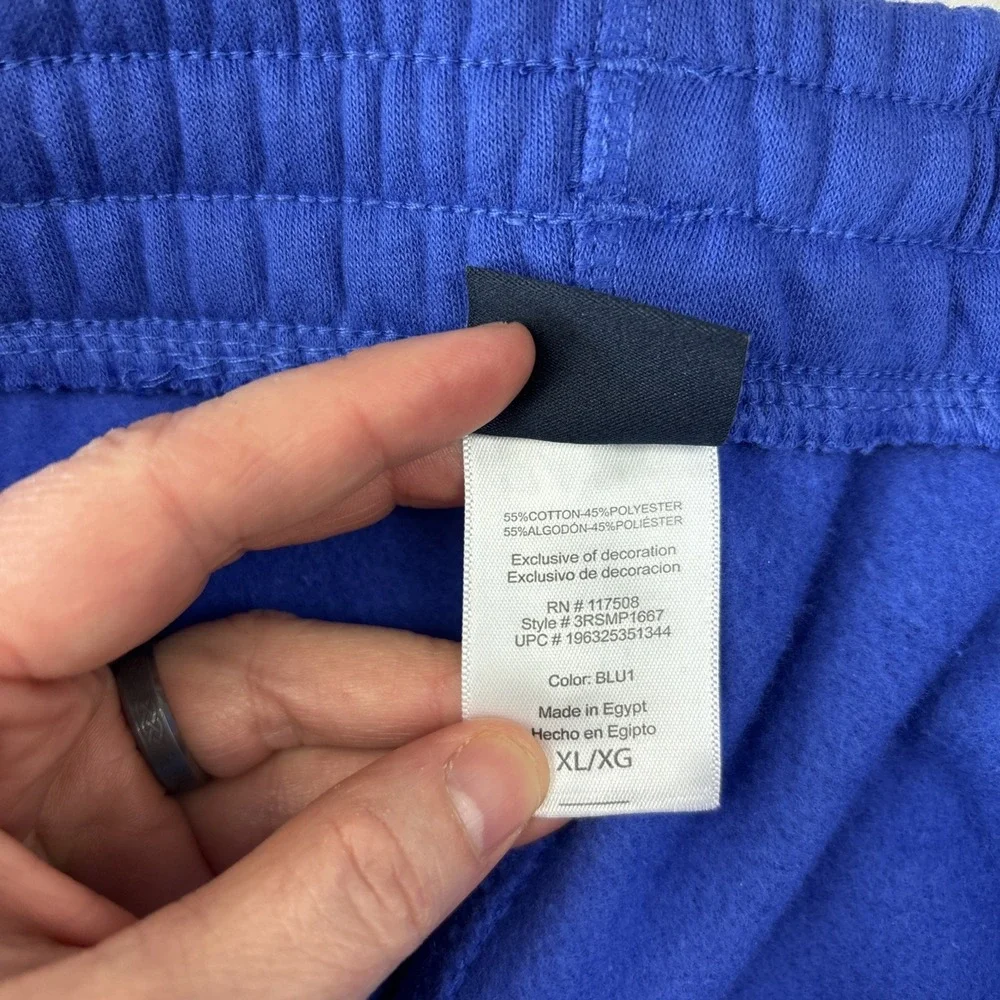 55%COTTON-45%POLYESTER
55%ALGODÓN-45%POLIÉSTER
Exclusive of decoration
Exclusivo de decoracion
RN # 117508
Style # 3RSMP1667
UPC # 196325351344
Color: BLU1
Made in Egypt
Hecho en Egipto
XL/XG